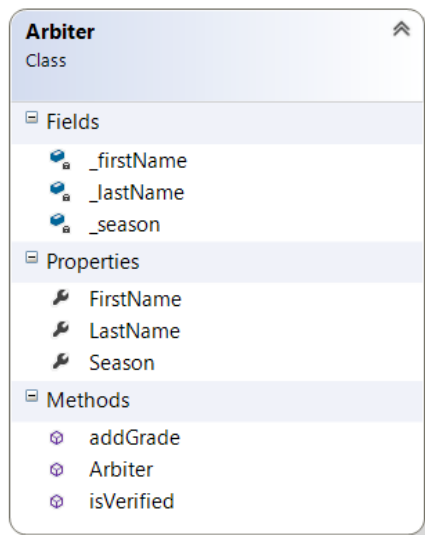 Arbiter
Class
Fields
_firstName
_lastName
_season
Properties
FirstName
LastName
Season
Methods
addGrade
Arbiter
isVerified